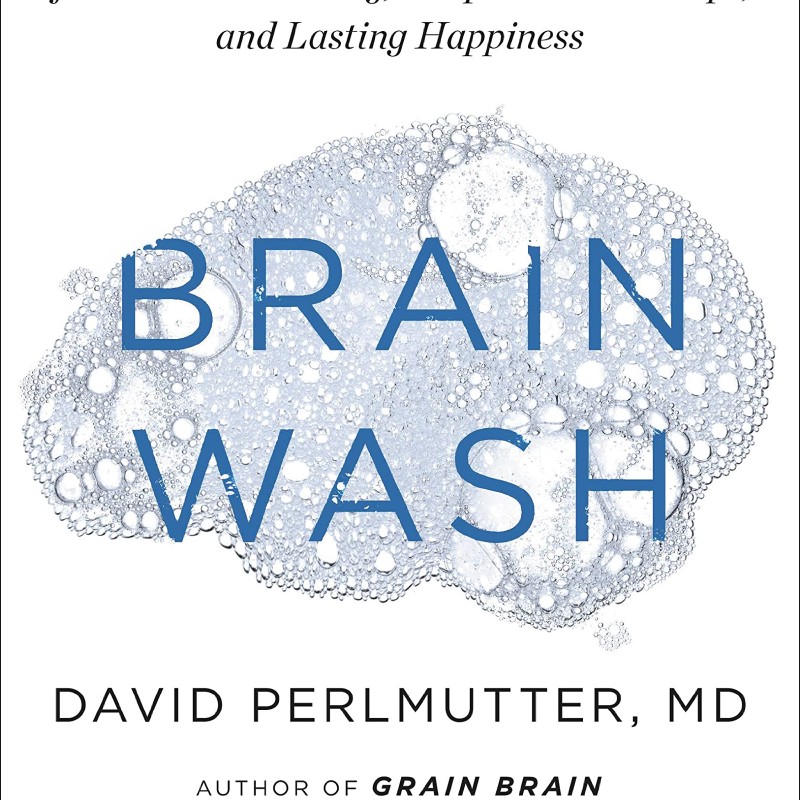 and Lasting Happiness
BRAIN
WASH
DAVID PERLMUTTER, MD
AUTHOR OF GRAIN BRAIN